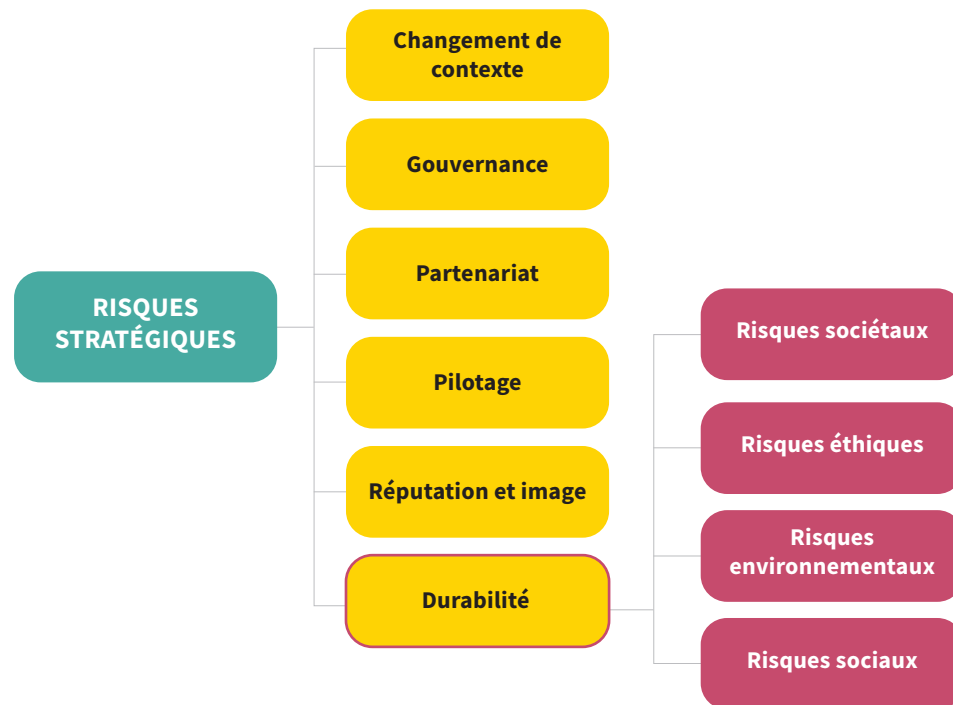 RISQUES
STRATÉGIQUES
Changement de
contexte
Gouvernance
Partenariat
Pilotage
Réputation et image
Durabilité
Risques sociétaux
Risques éthiques
Risques
environnementaux
Risques sociaux